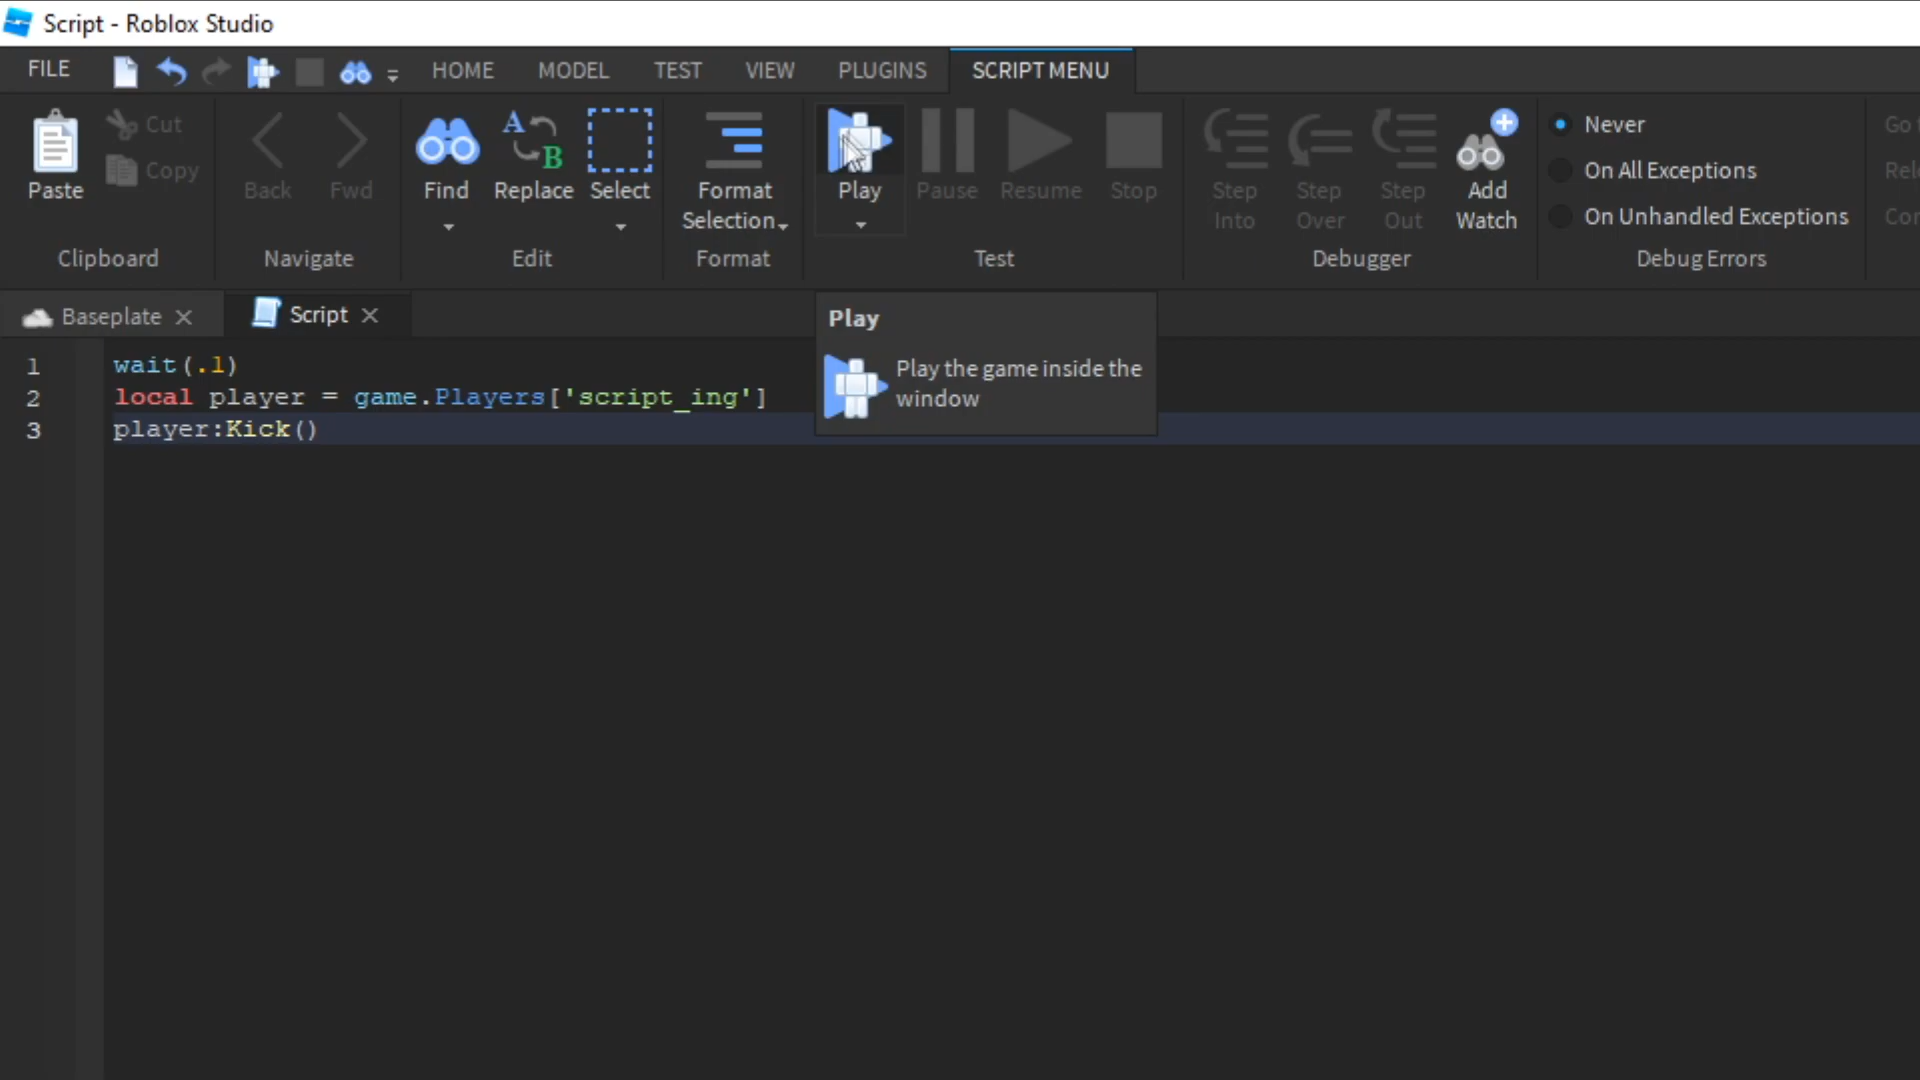 Script - Roblox Studio
FILE HOME MODEL TEST VIEW PLUGINS SCRIPT MENU
Paste Cut Copy
Clipboard
Back Fwd
Navigate
Find Replace Select
Edit
Format Selection
Format
Play Pause Resume Stop
Test
Step Into Step Over Step Out Add Watch
Debugger
Never
On All Exceptions
On Unhandled Exceptions
Debug Errors
Go
Baseplate Script
1 wait(.1)
2 local player = game.Players['script_ing']
3 player:Kick()
Play
Play the game inside the
window